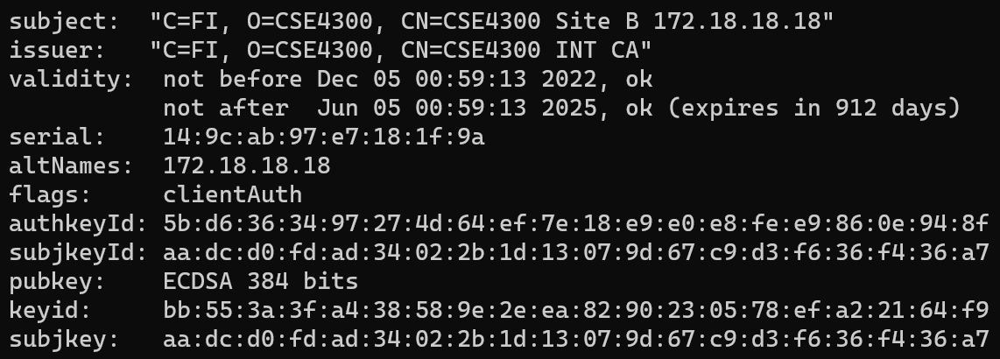 subject:  "C=FI, O=CSE4300, CN=CSE4300 Site B 172.18.18.18"
issuer:   "C=FI, O=CSE4300, CN=CSE4300 INT CA"
validity:  not before Dec 05 00:59:13 2022, ok
           not after  Jun 05 00:59:13 2025, ok (expires in 912 days)
serial:    14:9c:ab:97:e7:18:1f:9a
altNames:  172.18.18.18
flags:     clientAuth
authkeyId: 5b:d6:36:34:97:27:4d:64:ef:7e:18:e9:e0:e8:fe:e9:86:0e:94:8f
subjkeyId: aa:dc:d0:fd:ad:34:02:2b:1d:13:07:9d:67:c9:d3:f6:36:f4:36:a7
pubkey:    ECDSA 384 bits
keyid:     bb:55:3a:3f:a4:38:58:9e:2e:ea:82:90:23:05:78:ef:a2:21:64:f9
subjkey:   aa:dc:d0:fd:ad:34:02:2b:1d:13:07:9d:67:c9:d3:f6:36:f4:36:a7